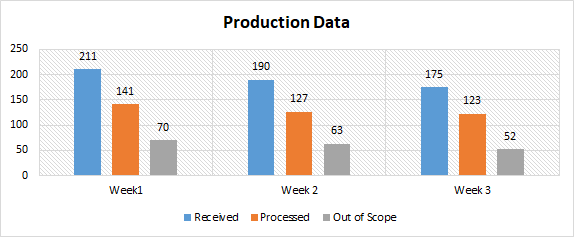 Production Data
250
200
150
100
50
0
211
141
70
190
127
63
175
123
52
Week1
Week 2
Week 3
Received
Processed
Out of Scope